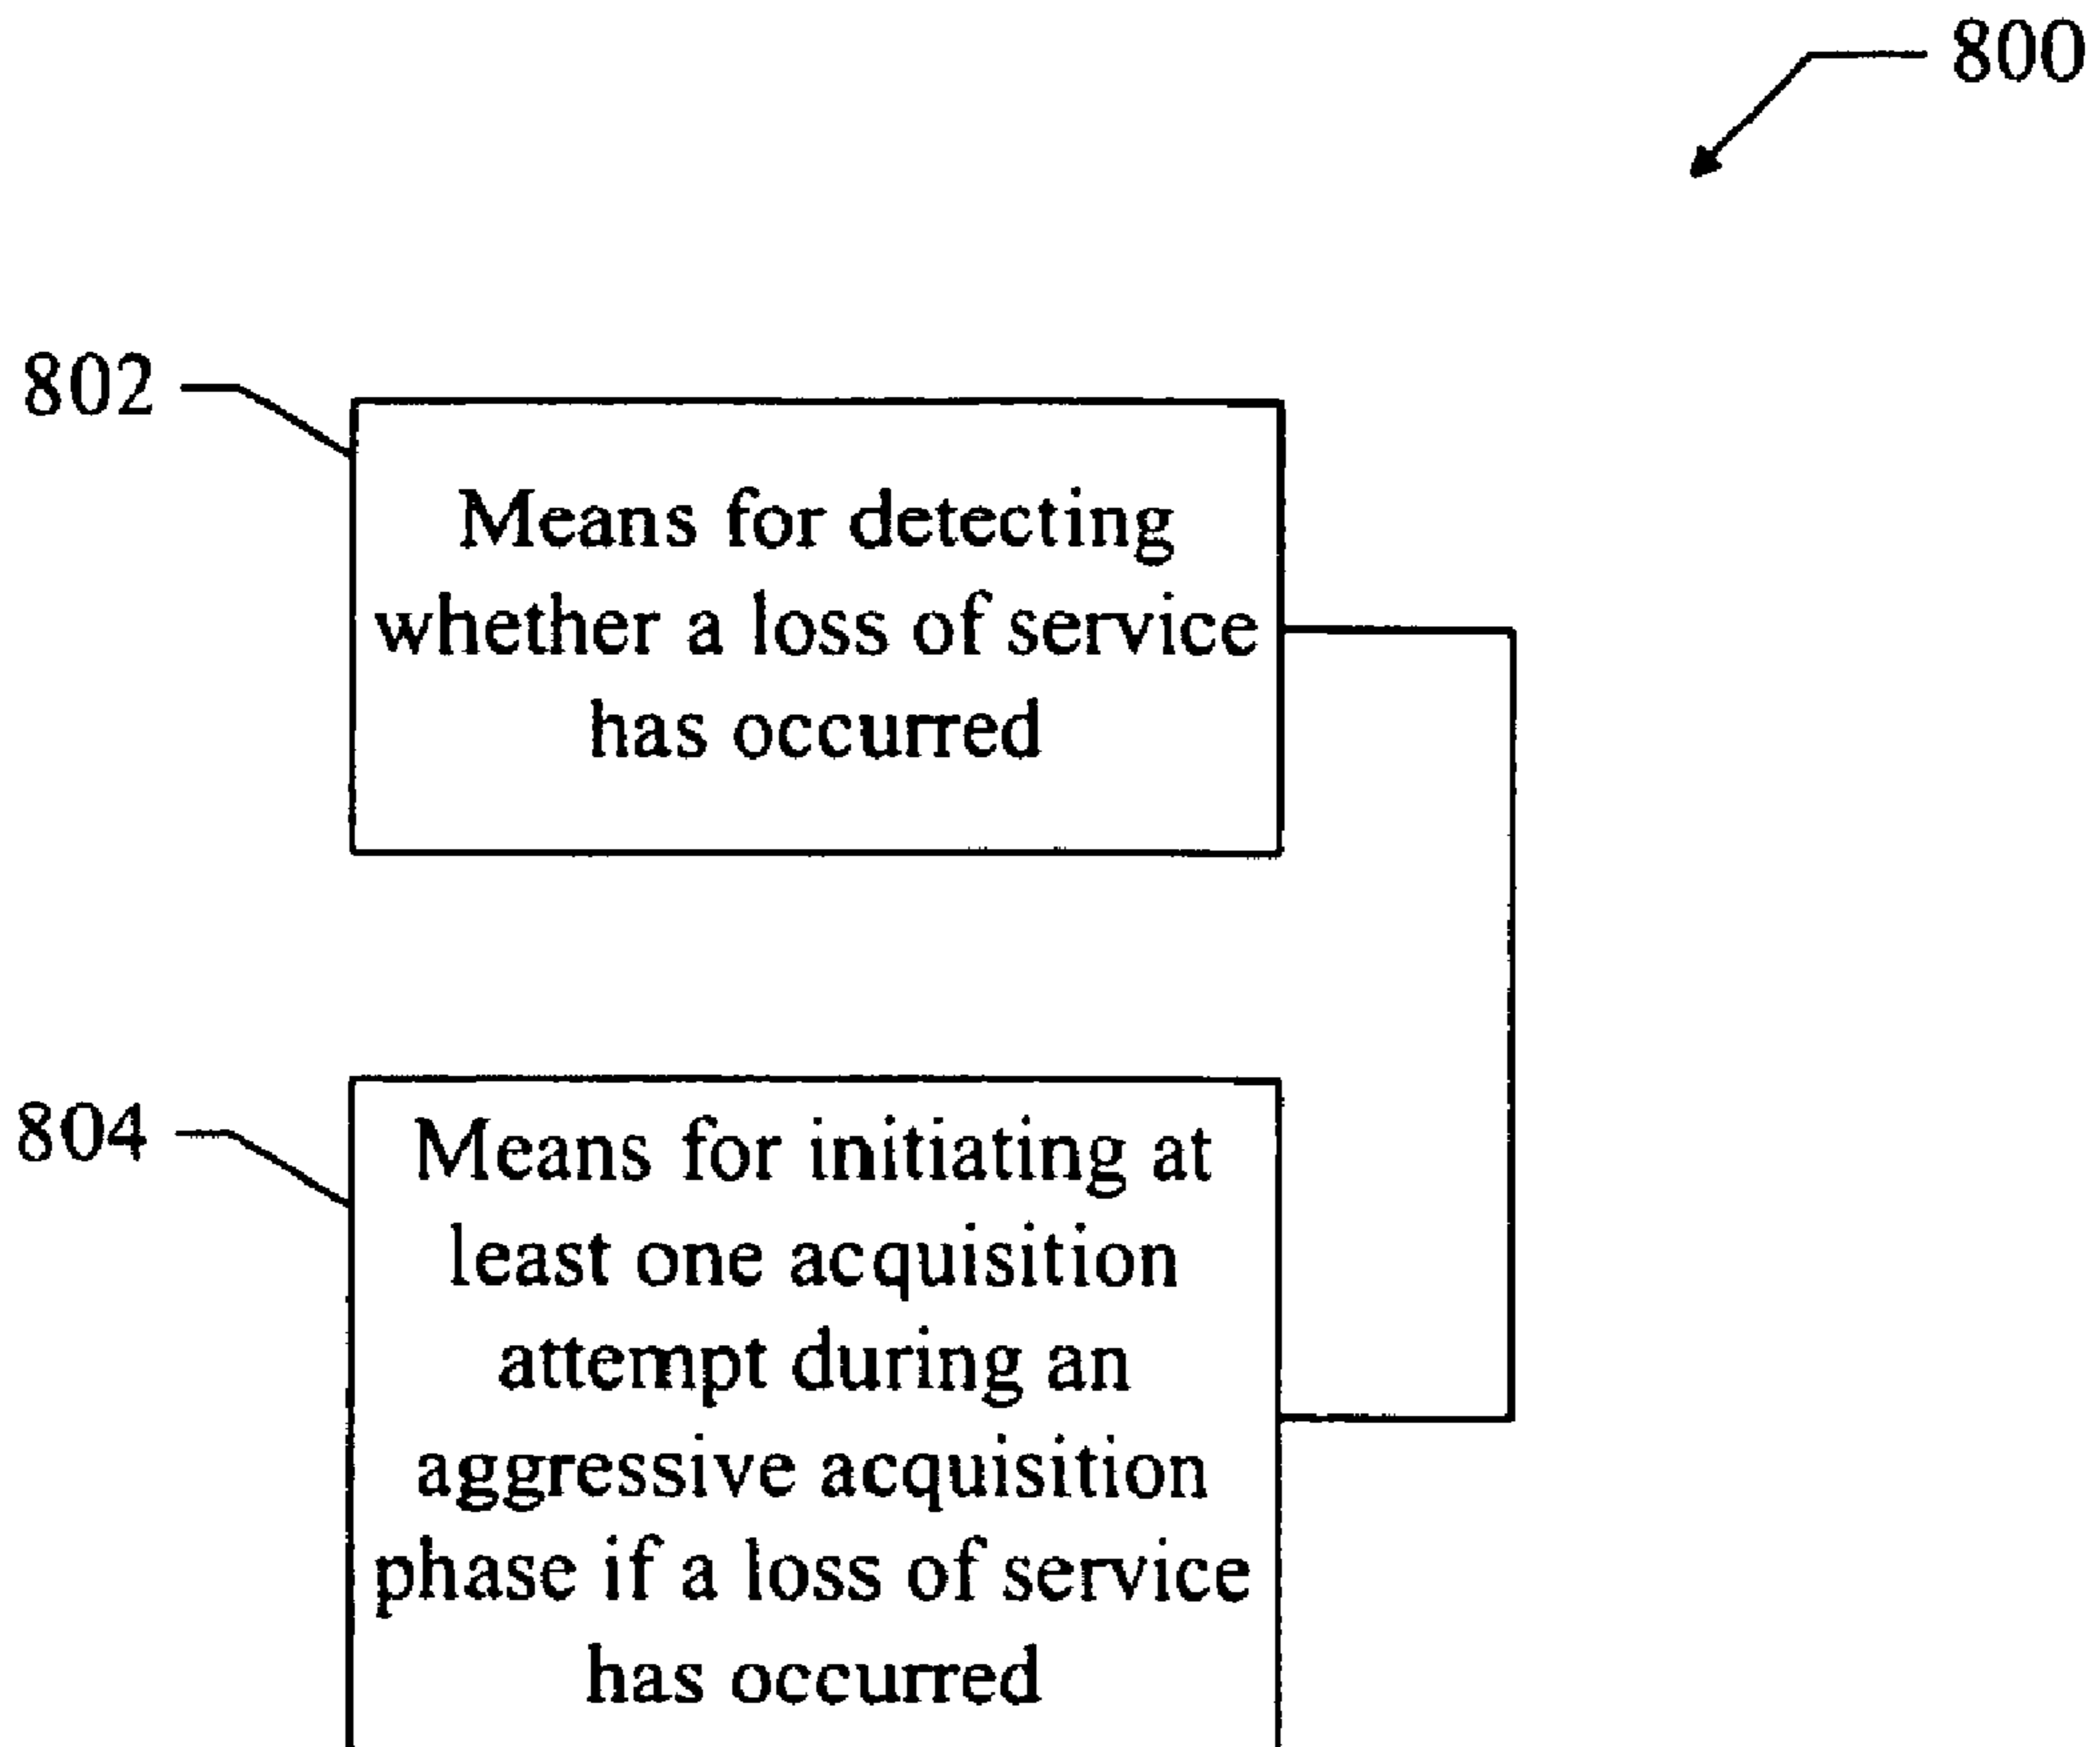 800
802
Means for detecting
whether a loss of service
has occurred
804
Means for initiating at
least one acquisition
attempt during an
aggressive acquisition
phase if a loss of service
has occurred